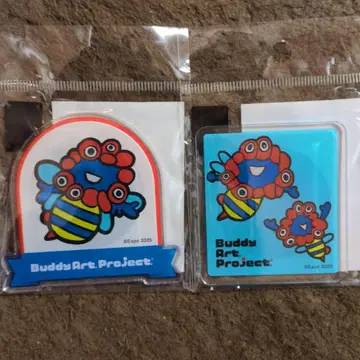 ©Expo 2025
Buddy Art Project
Buddy
Art
Project
©Expo 2025